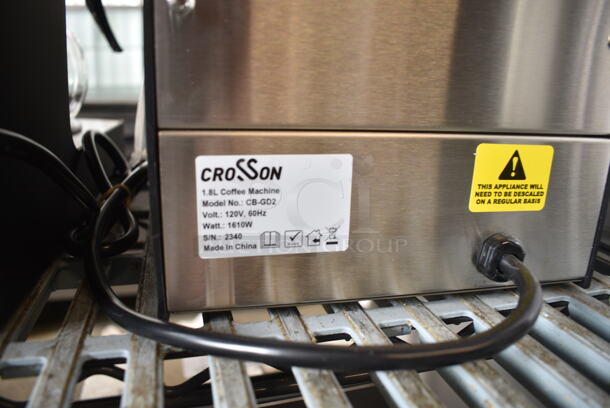 CROSSON
1.8L Coffee Machine
Model No.: CB-GD2
Volt.: 120V, 60Hz
Watt.: 1610W
S/N.: 2340
Made in China
THIS APPLIANCE WILL
NEED TO BE DESCALED
ON A REGULAR BASIS
GROUP